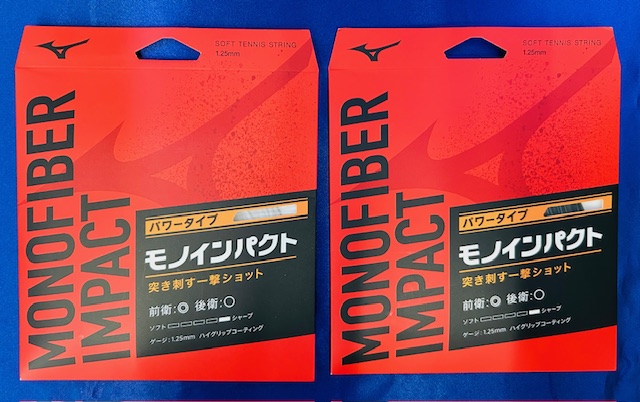 SOFT TENNIS STRING
1.25mm
MONOFIBER
IMPACT
パワータイプ
モノインパクト
突き刺す一撃ショット
前衛:◎ 後衛:○
ソフト シャープ
ゲージ:1.25mm ハイグリップコーティング
SOFT TENNIS STRING
1.25mm
MONOFIBER
IMPACT
パワータイプ
モノインパクト
突き刺す一撃ショット
前衛:◎ 後衛:○
ソフト シャープ
ゲージ:1.25mm ハイグリップコーティング